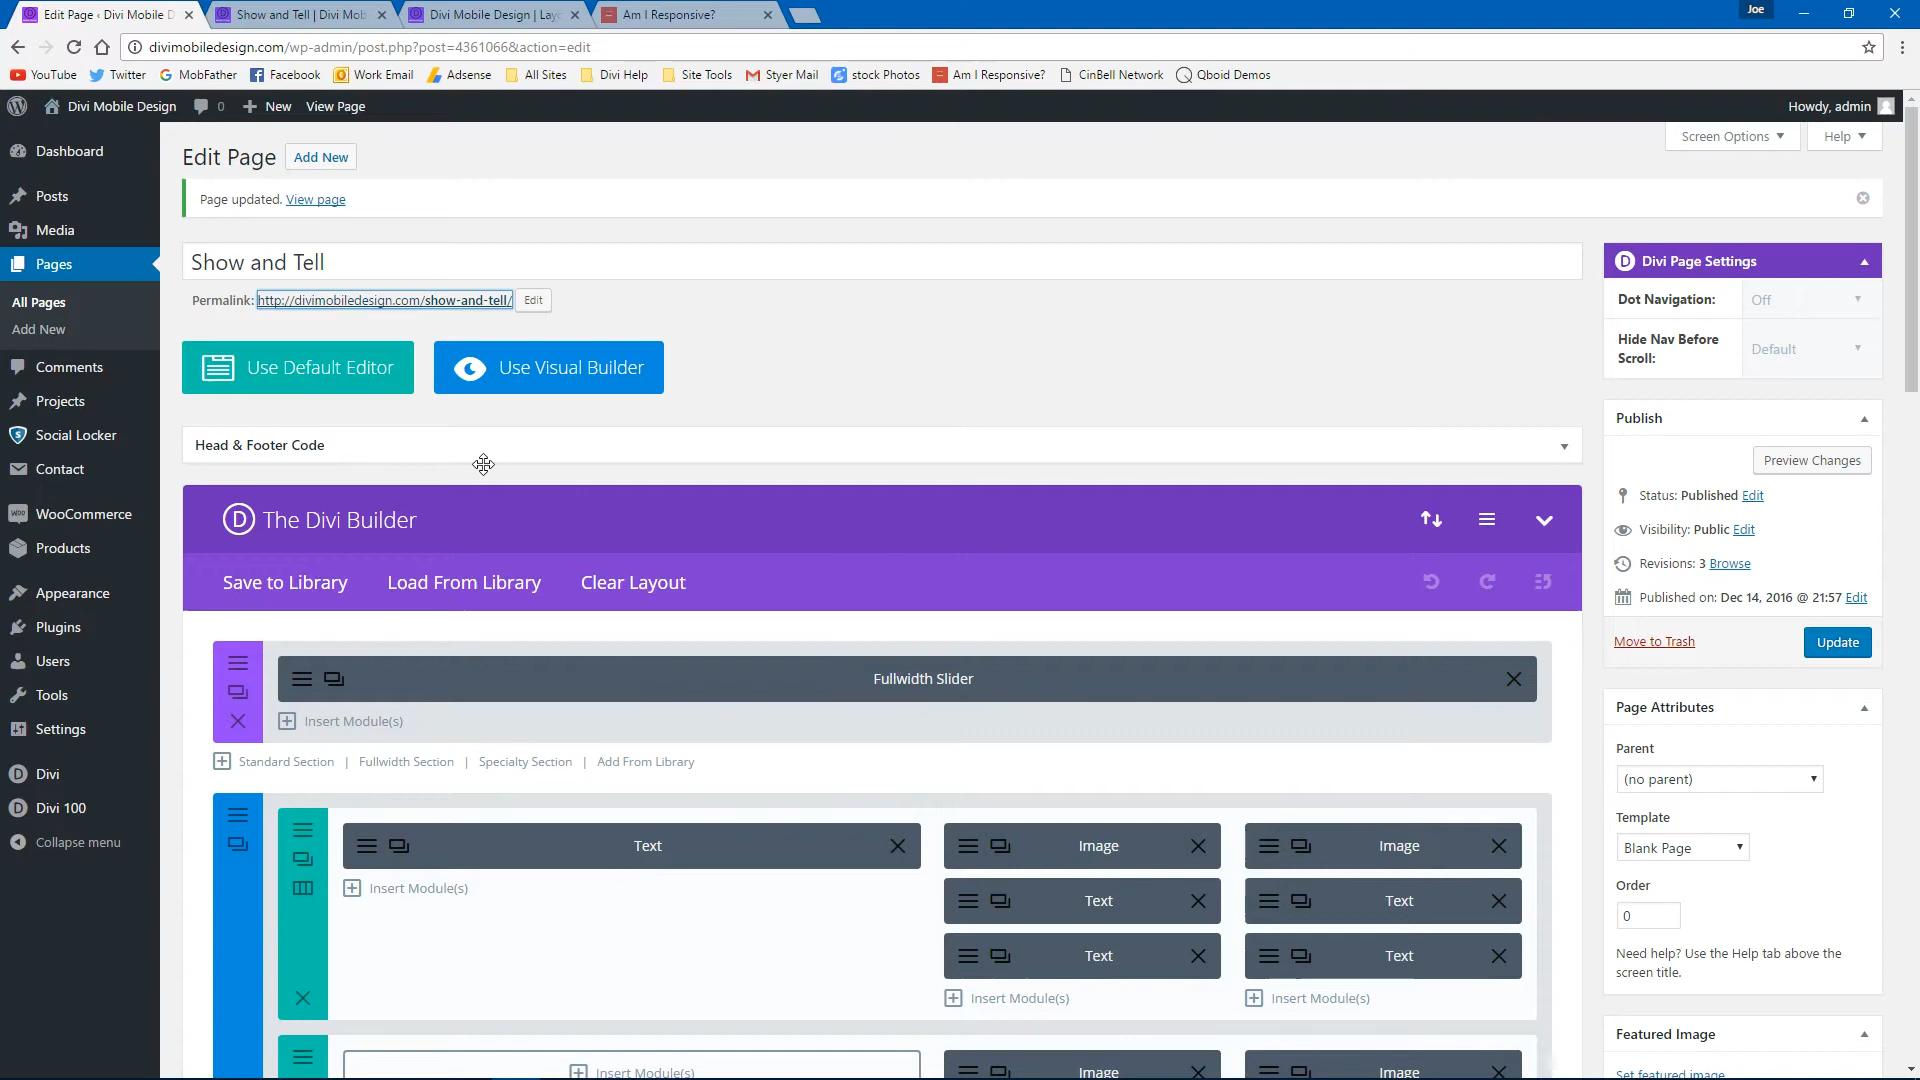 Edit Page ‹ Divi Mobile D
Show and Tell | Divi Mob
Divi Mobile Design | Layo
Am I Responsive?
Joe
divimobiledesign.com/wp-admin/post.php?post=4361066&action=edit
YouTube
Twitter
MobFather
Facebook
Work Email
Adsense
All Sites
Divi Help
Site Tools
Styer Mail
stock Photos
Am I Responsive?
CinBell Network
Qboid Demos
Divi Mobile Design
0
New
View Page
Howdy, admin
Dashboard
Posts
Media
Pages
All Pages
Add New
Comments
Projects
Social Locker
Contact
WooCommerce
Products
Appearance
Plugins
Users
Tools
Settings
Divi
Divi 100
Collapse menu
Screen Options
Help
Edit Page
Add New
Page updated. View page
Show and Tell
Permalink: http://divimobiledesign.com/show-and-tell/ Edit
Use Default Editor
Use Visual Builder
Head & Footer Code
The Divi Builder
Save to Library
Load From Library
Clear Layout
Fullwidth Slider
Insert Module(s)
Standard Section | Fullwidth Section | Specialty Section | Add From Library
Text
Insert Module(s)
Image
Text
Text
Insert Module(s)
Image
Text
Text
Insert Module(s)
Insert Module(s)
Image
Image
Divi Page Settings
Dot Navigation:
Off
Hide Nav Before
Scroll:
Default
Publish
Preview Changes
Status: Published Edit
Visibility: Public Edit
Revisions: 3 Browse
Published on: Dec 14, 2016 @ 21:57 Edit
Move to Trash
Update
Page Attributes
Parent
(no parent)
Template
Blank Page
Order
0
Need help? Use the Help tab above the
screen title.
Featured Image
Set featured image